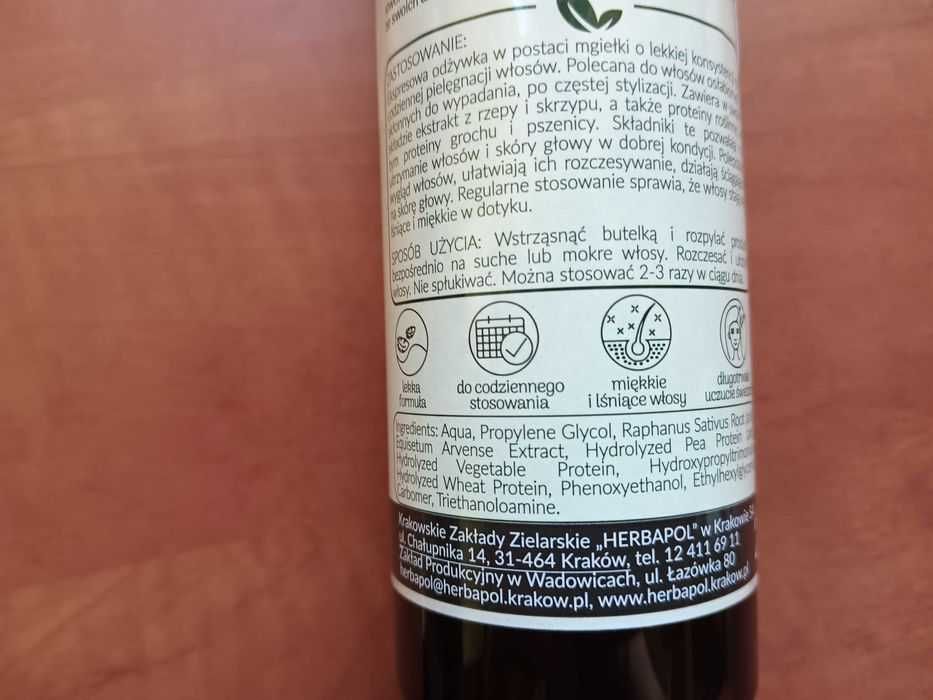 w swoich
ZASTOSOWANIE:
Ekspresowa odżywka w postaci mgiełki o lekkiej
codziennej pielęgnacji włosów. Polecana do włosów
skłonnych do wypadania, po częstej stylizacji. Zawiera w
składzie ekstrakt z rzepy i skrzypu, a także proteiny
tym proteiny grochu i pszenicy. Składniki te
utrzymanie włosów i skóry głowy w dobrej kondycji.
wygląd włosów, ułatwiają ich rozczesywanie, działają
na skórę głowy. Regularne stosowanie sprawia, że włosy
lśniące i miękkie w dotyku.
SPOSÓB UŻYCIA: Wstrząsnąć butelką i rozpylać
bezpośrednio na suche lub mokre włosy. Rozczesać i
włosy. Nie spłukiwać. Można stosować 2-3 razy w ciągu dnia.
lekka
formuła
do codziennego
stosowania
miękkie
i lśniące włosy
uczucie
Ingredients: Aqua, Propylene Glycol, Raphanus Sativus Root
Equisetum Arvense Extract, Hydrolyzed Pea Protein
Hydrolyzed Vegetable Protein,
Hydrolyzed Wheat Protein, Phenoxyethanol,
Carbomer, Triethanolamine.
Krakowskie Zakłady Zielarskie „HERBAPOL” w Krakowie
ul. Chałupnika 14, 31-464 Kraków, tel. 12 411 69 11
Zakład Produkcyjny w Wadowicach, ul. Łazówka 80
herbapol@herbapol.krakow.pl, www.herbapol.krakow.pl